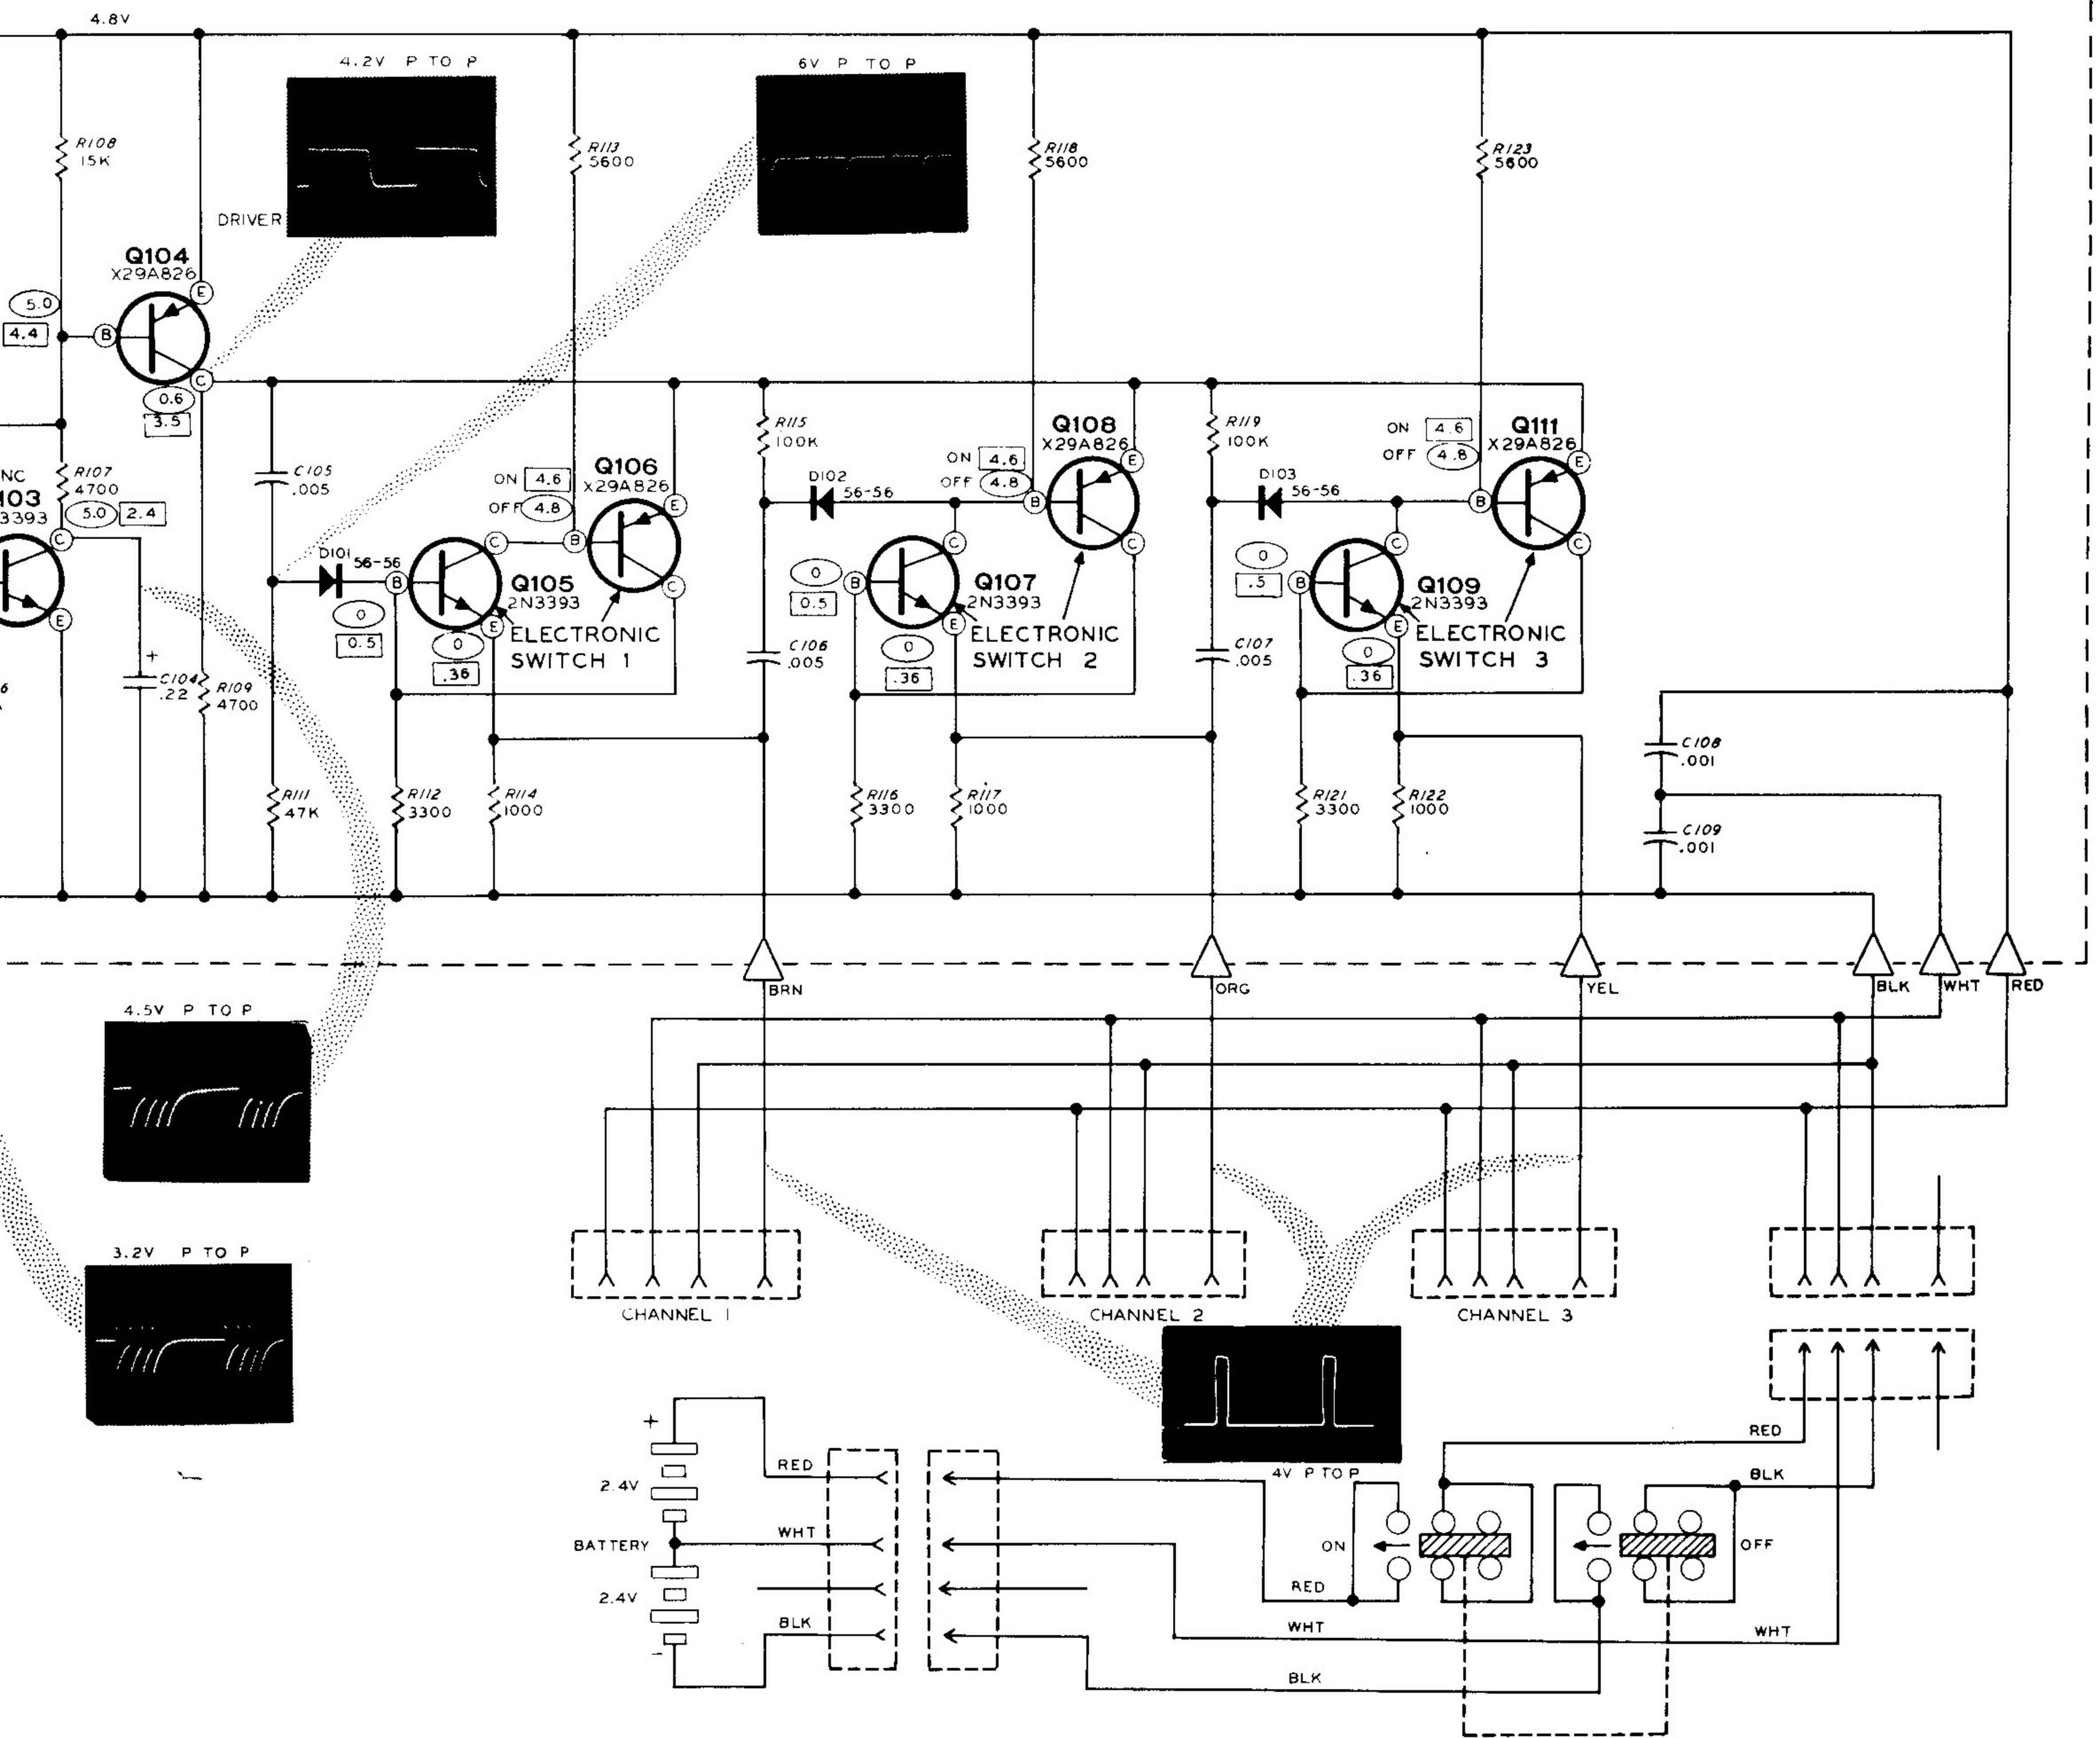 4.8V
4.2V P TO P
6V P TO P
R108
15K
R113
5600
R118
5600
R123
5600
DRIVER
Q104
X29A826
E
5.0
4.4
B
C
0.6
3.5
C105
.005
R115
100K
Q108
X29A826
R119
100K
ON 4.6
OFF 4.8
Q111
X29A826
E
NC
103
3393
R107
4700
5.0 2.4
ON 4.6
OFF 4.8
Q106
X29A826
E
D102
56-56
ON 4.6
OFF 4.8
E
B
C
D103
56-56
B
C
C
D101
56-56
B
C
B
C
Q105
2N3393
0
0.5
E
0
.36
ELECTRONIC
SWITCH 1
0
0.5
B
C
Q107
2N3393
E
0
.36
ELECTRONIC
SWITCH 2
0
.5
B
C
Q109
2N3393
E
0
.36
ELECTRONIC
SWITCH 3
E
+
C104
.22
R109
4700
6
C106
.005
C107
.005
C108
.001
C109
.001
R111
47K
R112
3300
R114
1000
R116
3300
R117
1000
R121
3300
R122
1000
BRN
ORG
YEL
BLK
WHT
RED
4.5V P TO P
3.2V P TO P
CHANNEL 1
CHANNEL 2
CHANNEL 3
4V P TO P
+
2.4V
BATTERY
2.4V
-
RED
WHT
BLK
RED
WHT
BLK
ON
OFF
RED
BLK
WHT